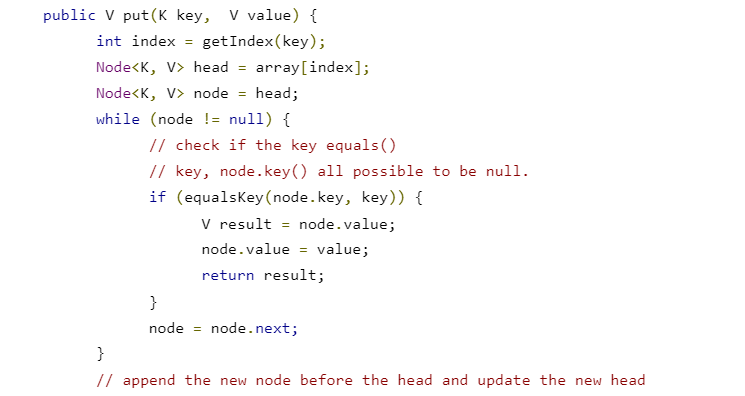 public V put(K key,  V value) {
int index = getIndex(key);
Node<K, V> head = array[index];
Node<K, V> node = head;
while (node != null) {
// check if the key equals()
// key, node.key() all possible to be null.
if (equalsKey(node.key, key)) {
V result = node.value;
node.value = value;
return result;
}
node = node.next;
}
// append the new node before the head and update the new head